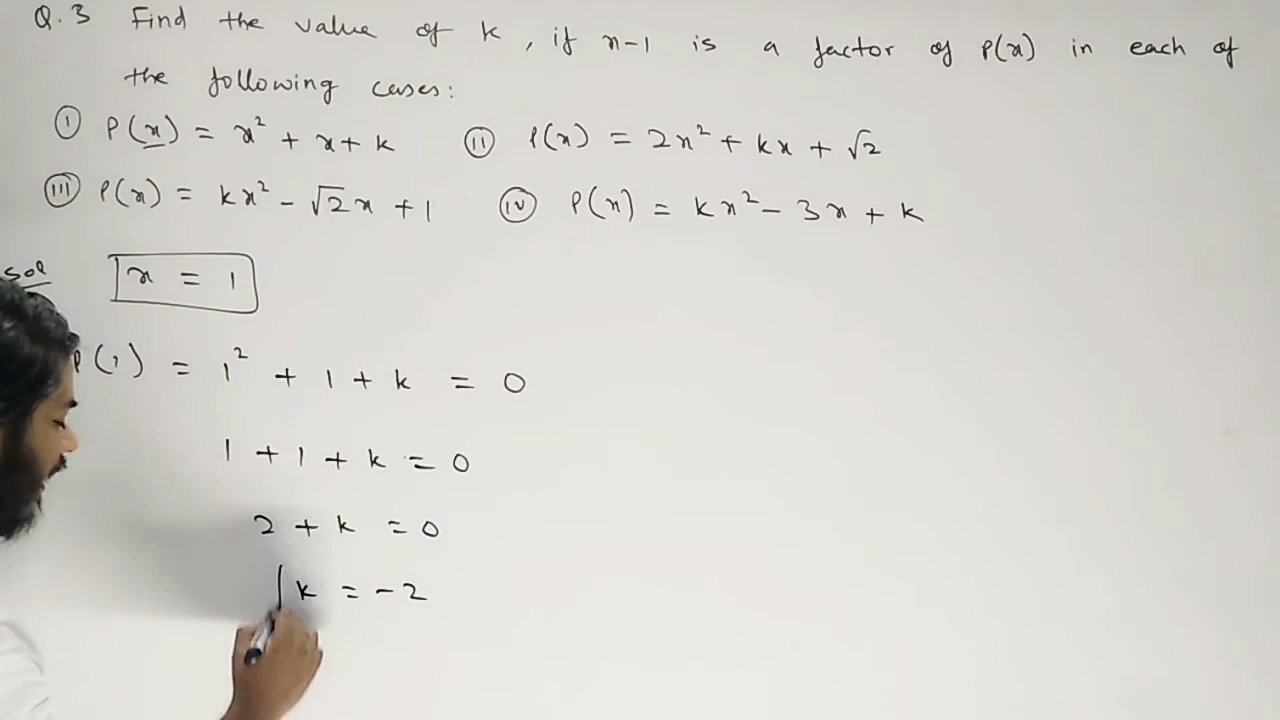 Q.3 Find the value of k, if x-1 is a factor of P(x) in each of
the following cases:
(i) P(x) = x² + x + k (ii) P(x) = 2x² + kx + √2
(iii) P(x) = kx² - √2x + 1 (iv) P(x) = kx² - 3x + k
Sol x = 1
P(1) = 1² + 1 + k = 0
1 + 1 + k = 0
2 + k = 0
k = -2